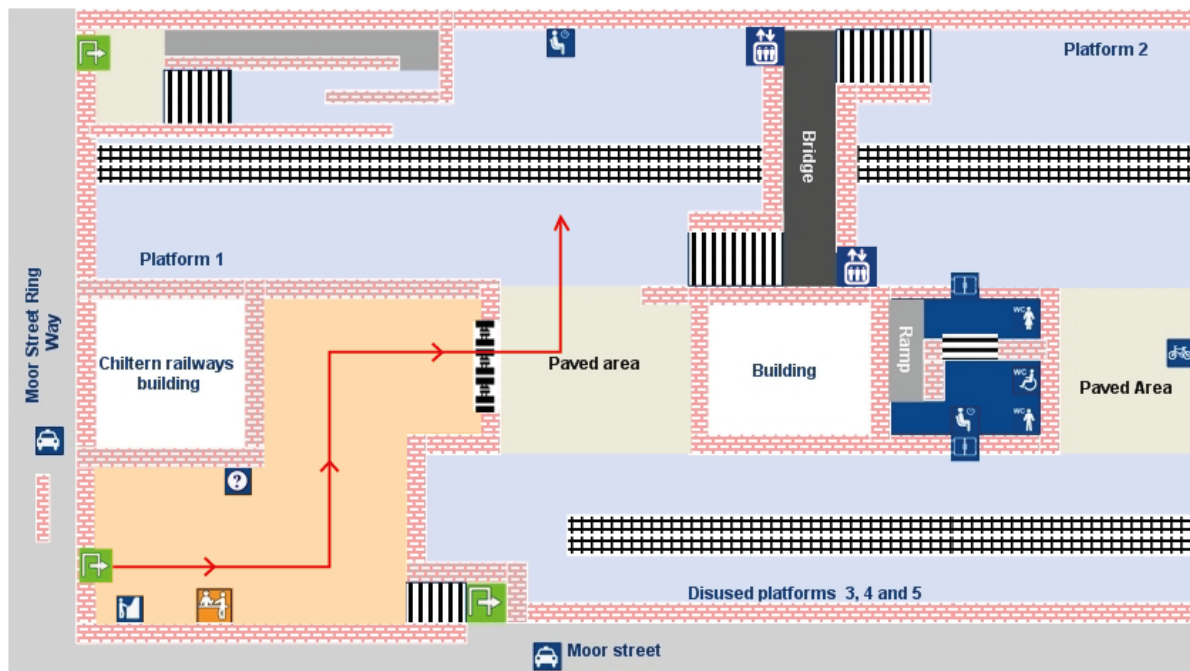 Platform 2
Bridge
Platform 1
Moor Street Ring
Way
Chiltern railways
building
Paved area
Building
Ramp
WC
WC
WC
Paved Area
?
Disused platforms 3, 4 and 5
Moor street